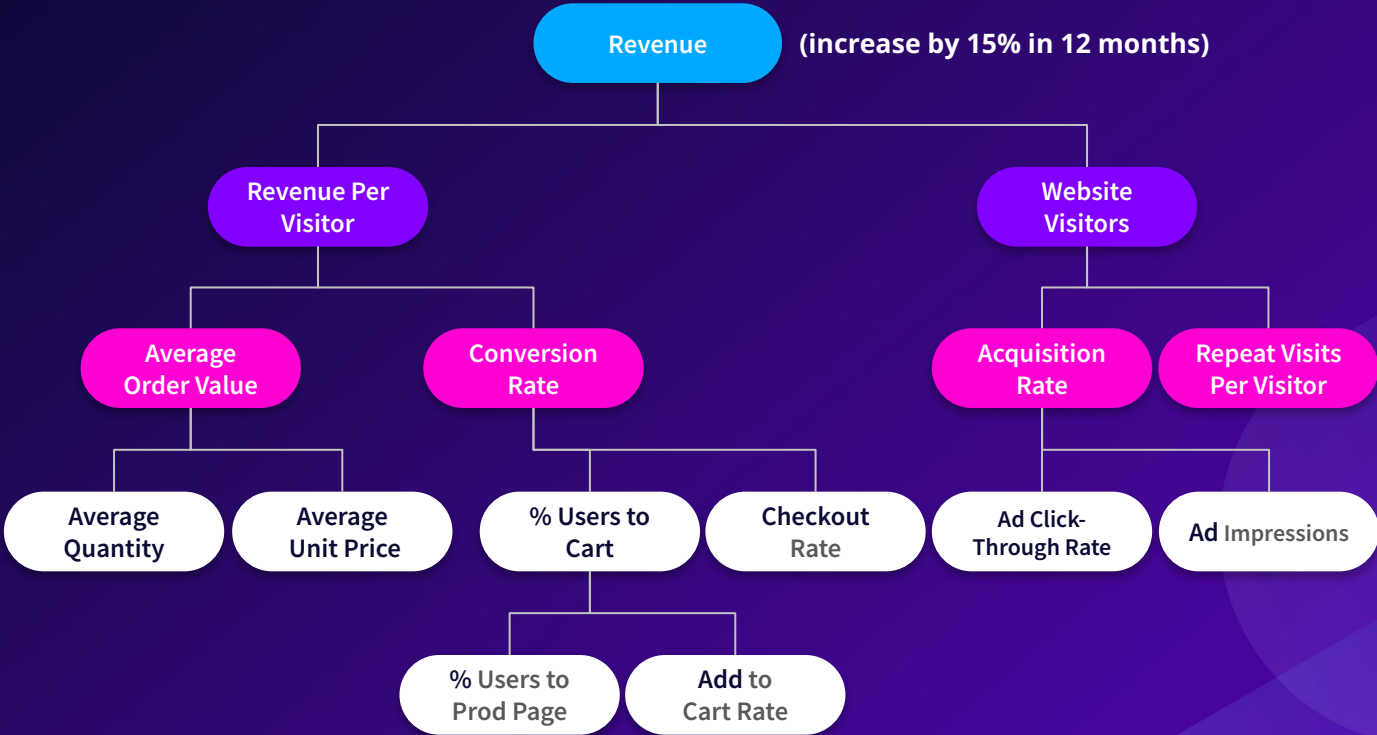 Revenue
(increase by 15% in 12 months)
Revenue Per
Visitor
Website
Visitors
Average
Order Value
Conversion
Rate
Acquisition
Rate
Repeat Visits
Per Visitor
Average
Quantity
Average
Unit Price
% Users to
Cart
Checkout
Rate
Ad Click-
Through Rate
Ad Impressions
% Users to
Prod Page
Add to
Cart Rate